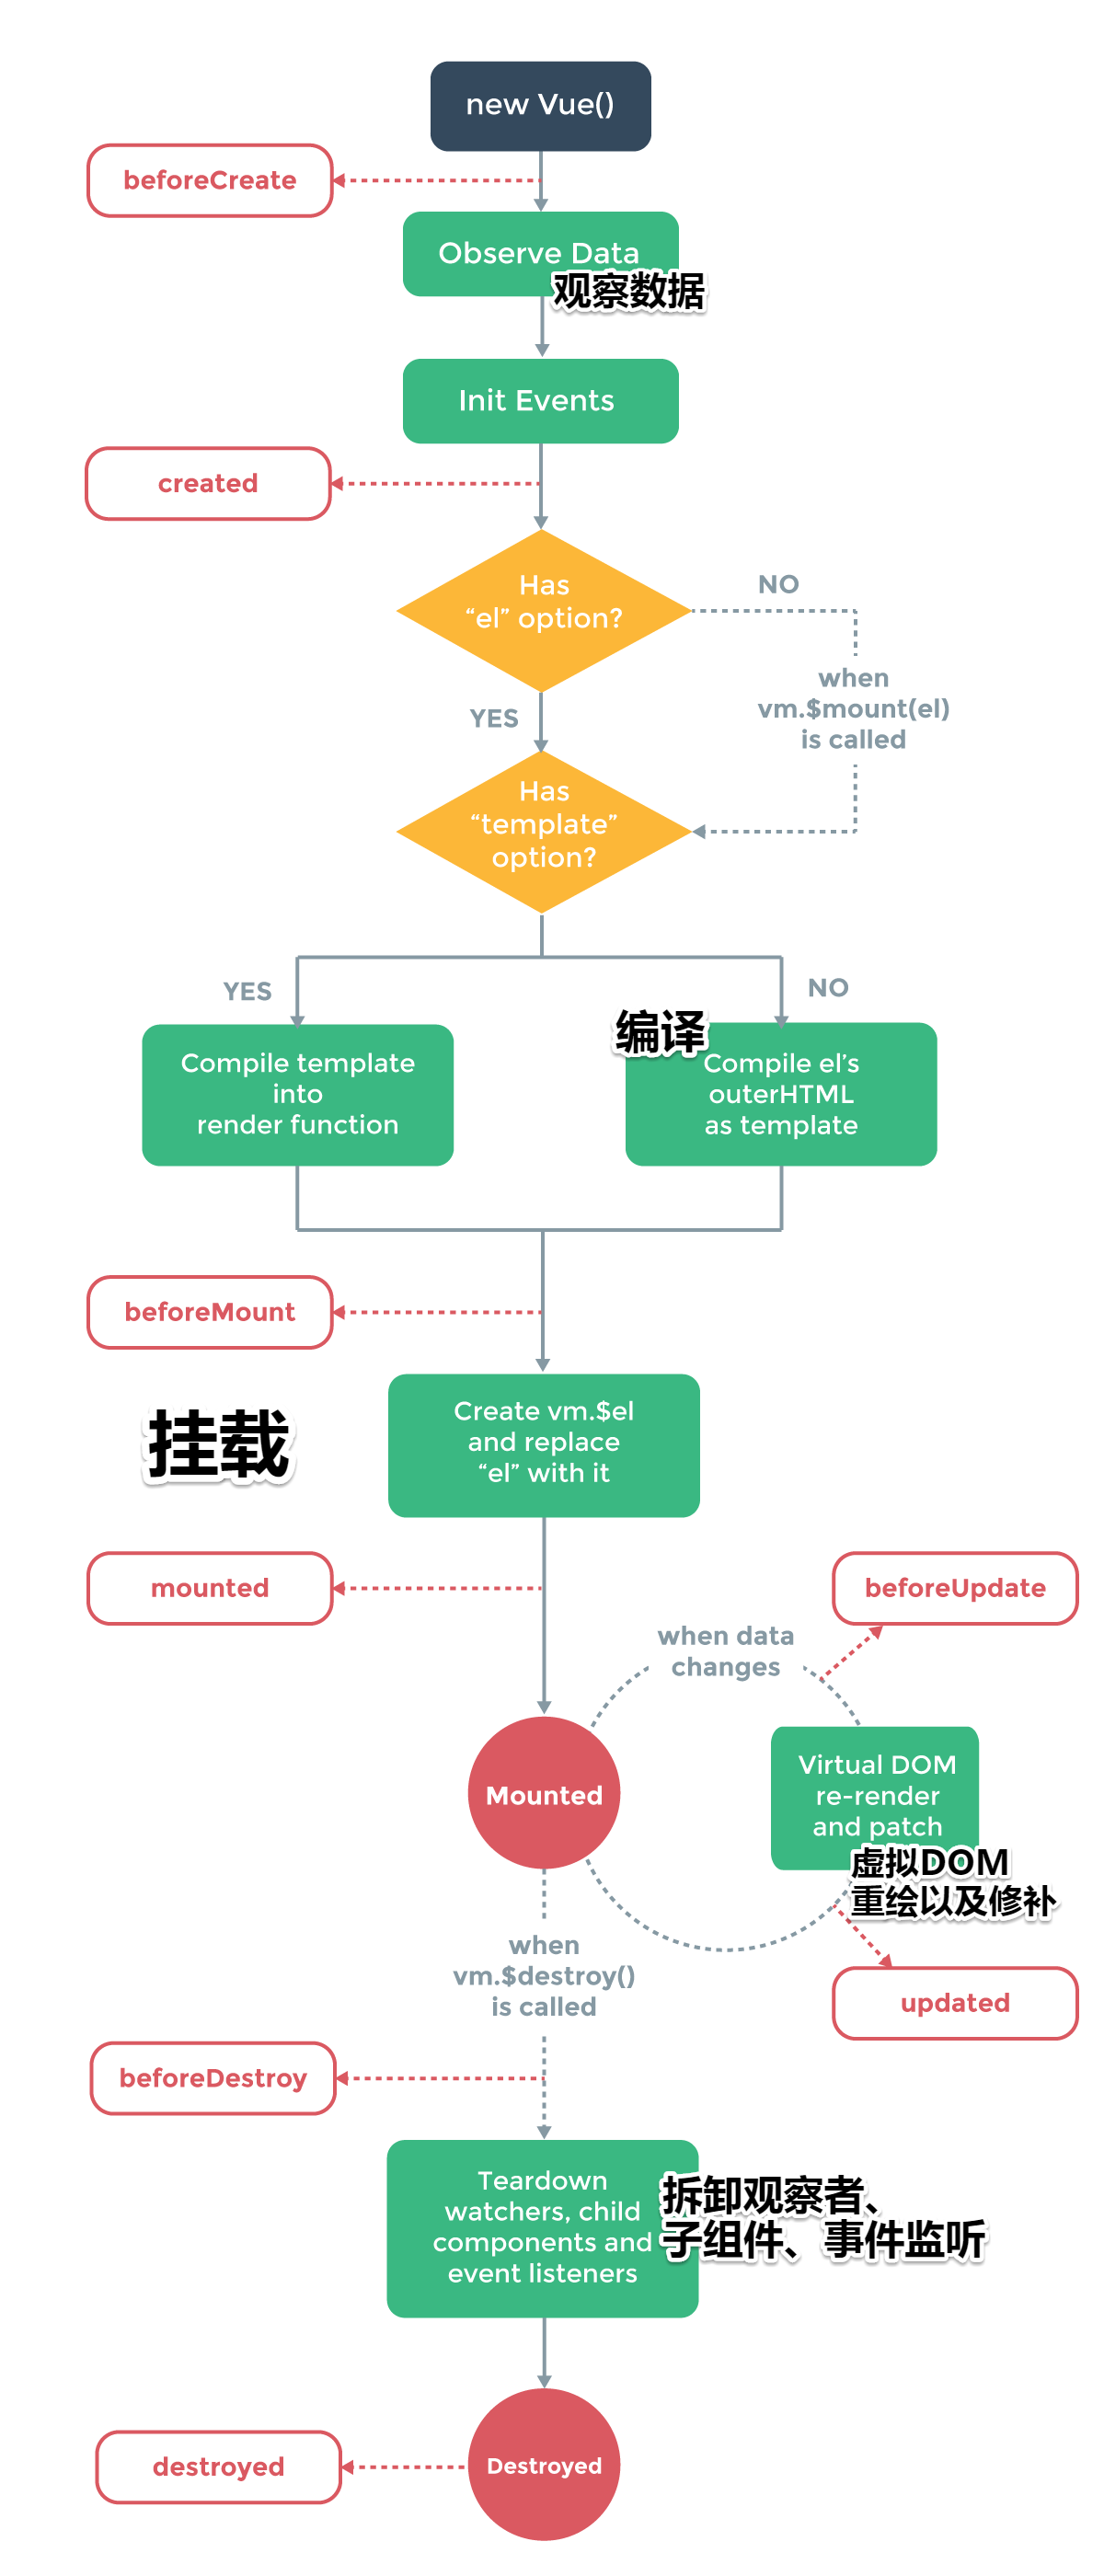 new Vue()
beforeCreate
Observe Data
观察数据
Init Events
created
Has
“el” option?
NO
when
vm.$mount(el)
is called
YES
Has
“template”
option?
YES
NO
编译
Compile template
into
render function
Compile el’s
outerHTML
as template
beforeMount
Create vm.$el
and replace
“el” with it
挂载
mounted
beforeUpdate
when data
changes
Mounted
Virtual DOM
re-render
and patch
虚拟DOM
重绘以及修补
when
vm.$destroy()
is called
updated
beforeDestroy
Teardown
watchers, child
components and
event listeners
拆卸观察者、
子组件、事件监听
destroyed
Destroyed